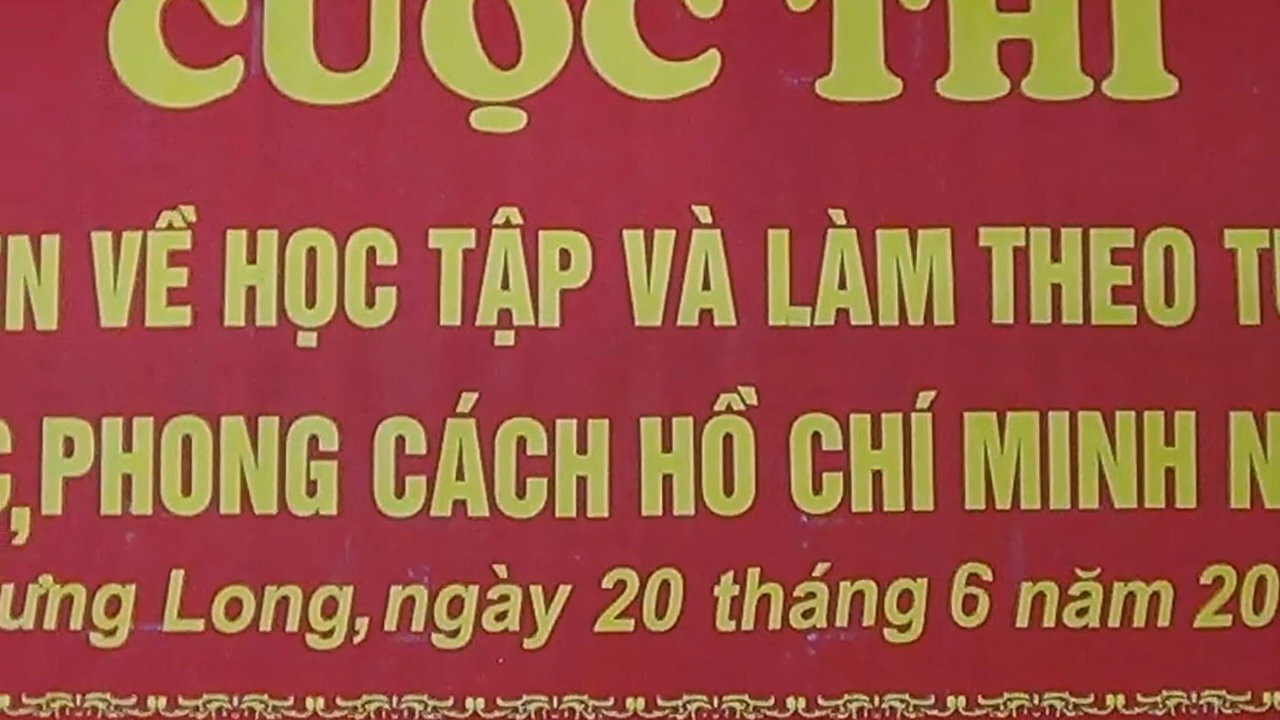 CUỘC THI
VỀ HỌC TẬP VÀ LÀM THEO
PHONG CÁCH HỒ CHÍ MINH
Long, ngày 20 tháng 6 năm 20